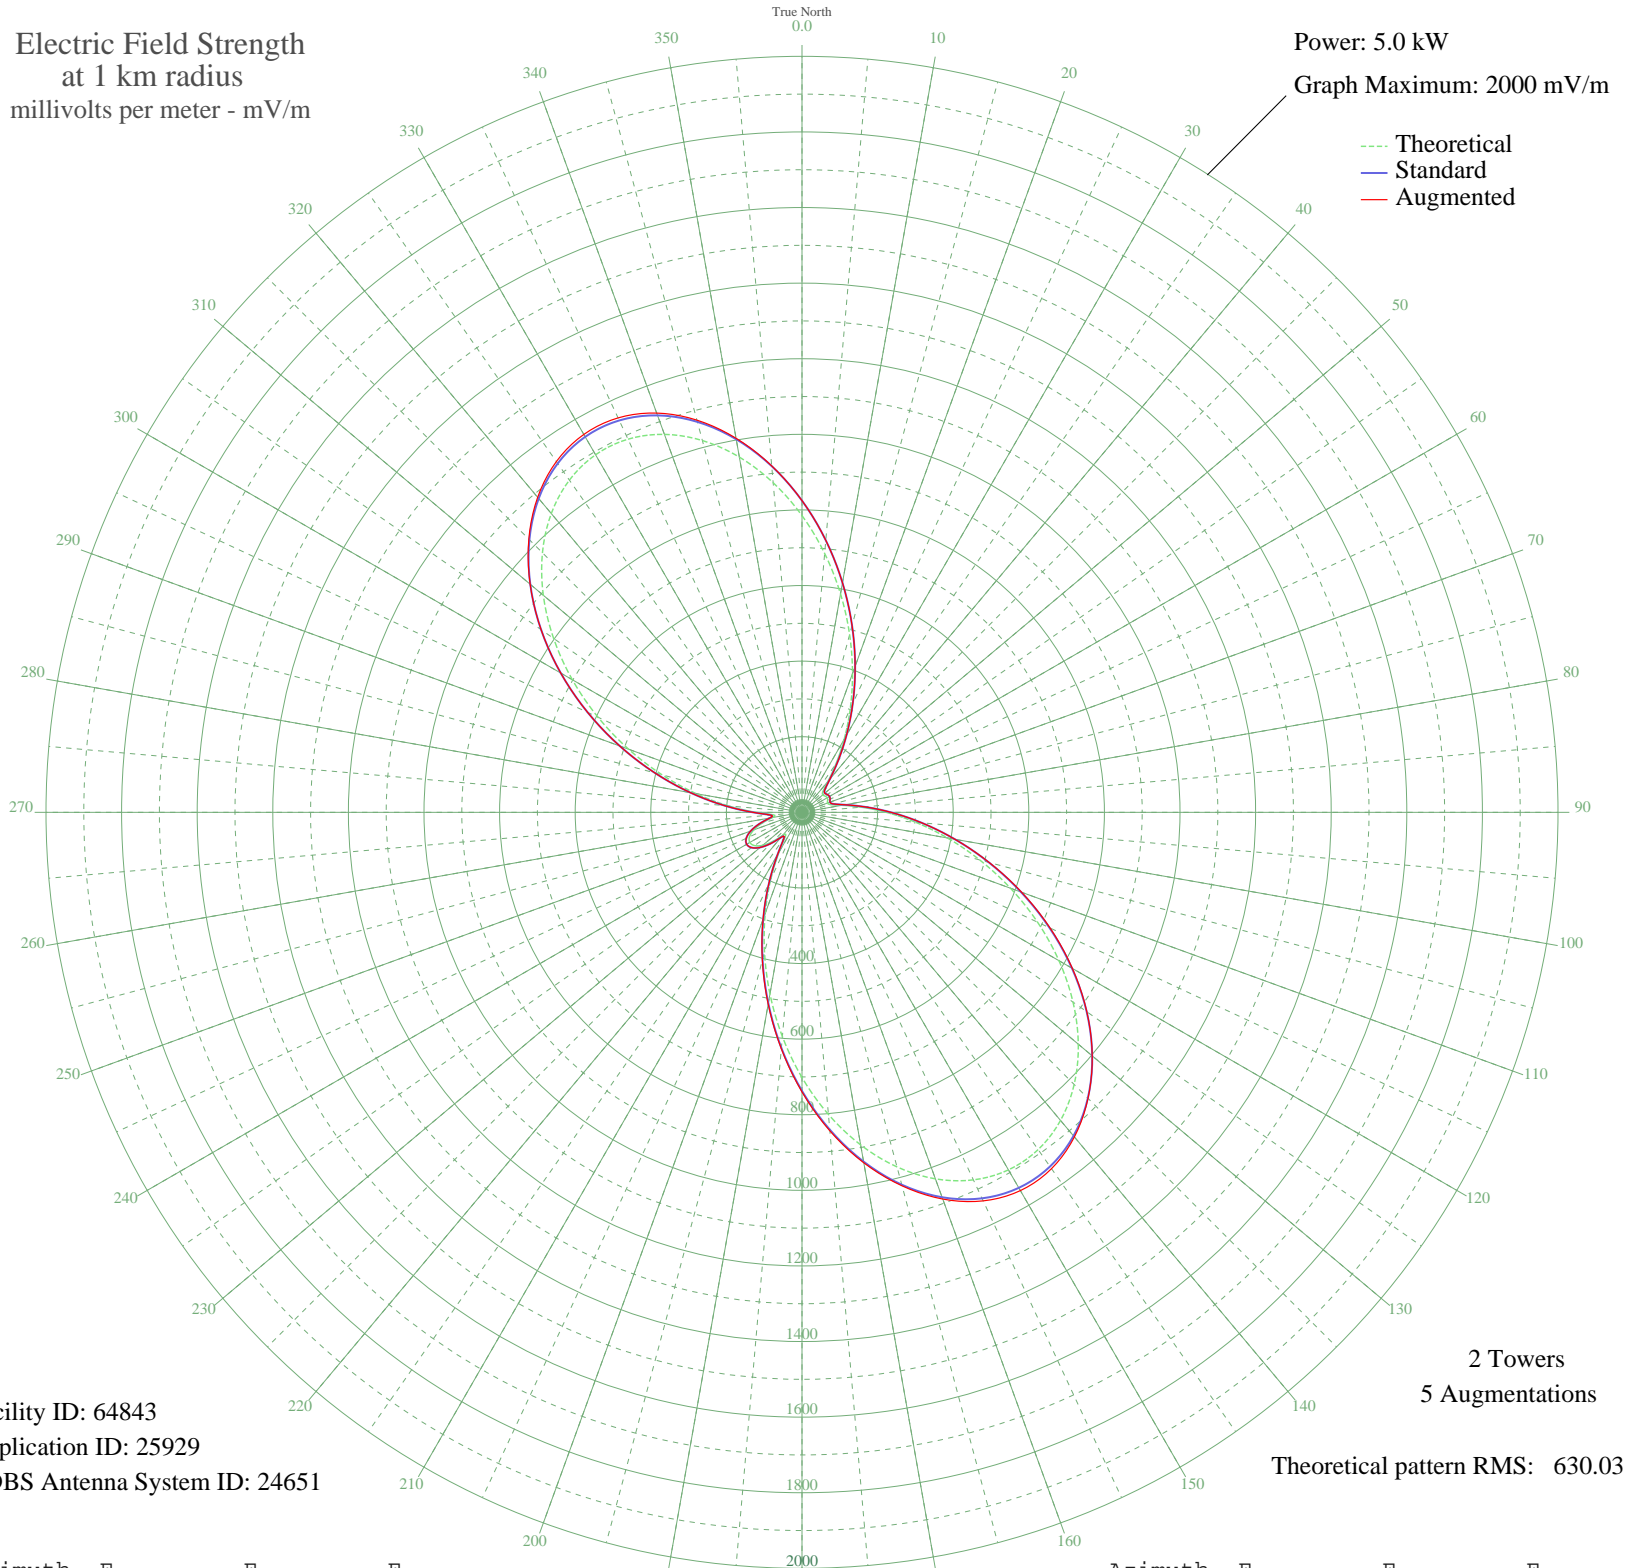 True North
0.0
Electric Field Strength
at 1 km radius
millivolts per meter - mV/m
Power: 5.0 kW
Graph Maximum: 2000 mV/m
Theoretical
Standard
Augmented
10
20
30
40
50
60
70
80
90
100
110
120
130
140
150
160
200
210
220
230
240
250
260
270
280
290
300
310
320
330
340
350
400
600
800
1000
1200
1400
1600
1800
2000
2 Towers
5 Augmentations
Theoretical pattern RMS: 630.03
cility ID: 64843
plication ID: 25929
DBS Antenna System ID: 24651